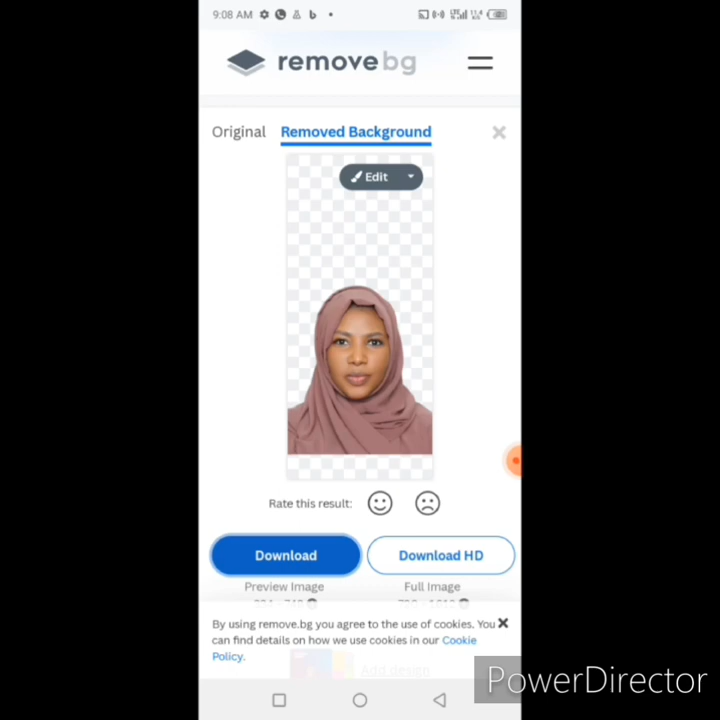 9:08 AM
remove bg
Original Removed Background
Edit
Rate this result:
Download Download HD
Preview Image Full Image
By using remove.bg you agree to the use of cookies. You
can find details on how we use cookies in our Cookie
Policy.
Add design
PowerDirector